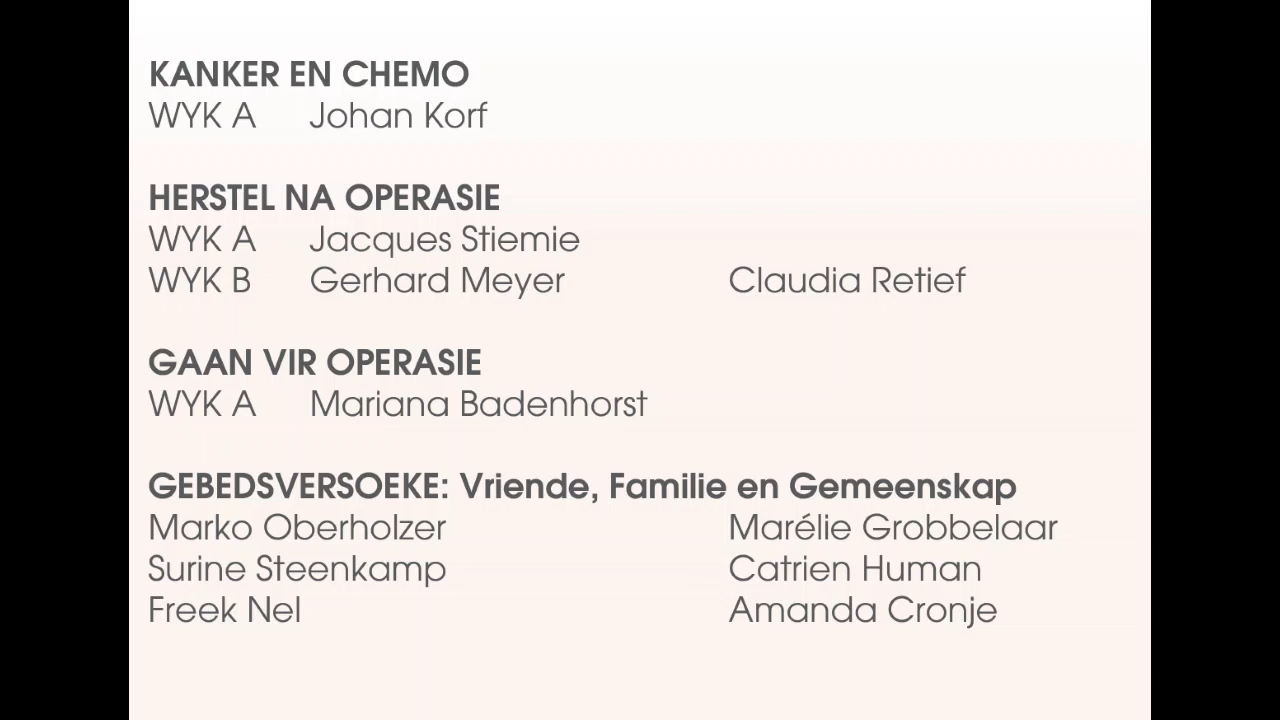 KANKER EN CHEMO
WYK A Johan Korf
HERSTEL NA OPERASIE
WYK A Jacques Stiemie
WYK B Gerhard Meyer Claudia Retief
GAAN VIR OPERASIE
WYK A Mariana Badenhorst
GEBEDSVERSOEKE: Vriende, Familie en Gemeenskap
Marko Oberholzer Marélie Grobbelaar
Surine Steenkamp Catrien Human
Freek Nel Amanda Cronje